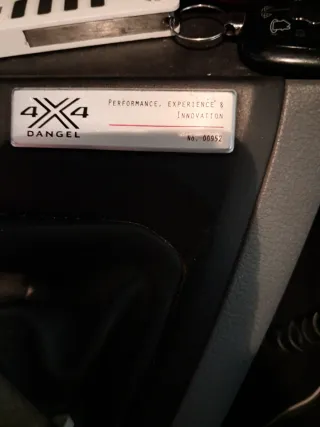 4X4
DANGEL
PERFORMANCE, EXPERIENCE &
INNOVATION
No. 00952